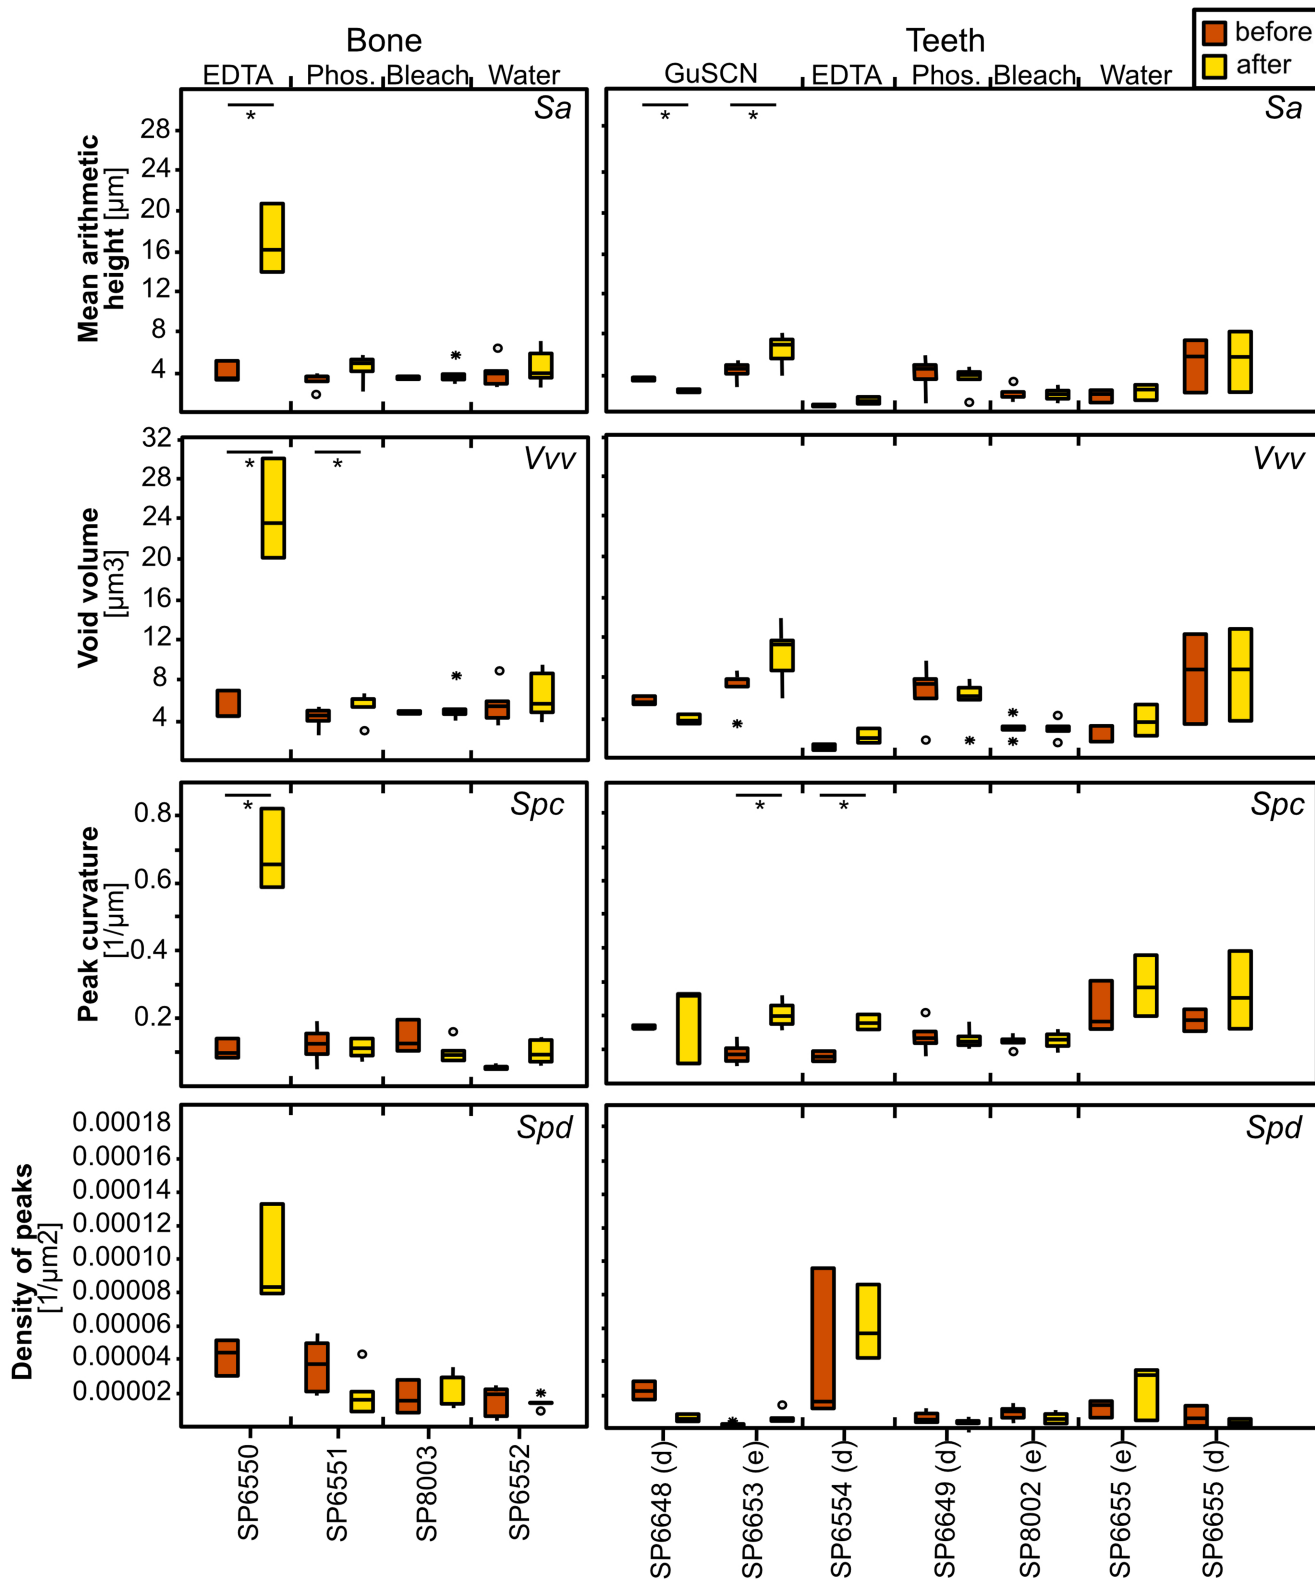 Bone
Teeth
before
after
EDTA Phos. Bleach Water
GuSCN EDTA Phos. Bleach Water
Mean arithmetic
height [µm]
28
24
20
16
12
8
4
*
Sa
* *
Sa
Void volume
[µm3]
32
28
24
20
16
12
8
4
* *
Vvv
Vvv
Peak curvature
[1/µm]
0.8
0.6
0.4
0.2
*
Spc
* *
Spc
Density of peaks
[1/µm2]
0.00018
0.00016
0.00014
0.00012
0.00010
0.00008
0.00006
0.00004
0.00002
Spd
Spd
SP6550
SP6551
SP8003
SP6552
SP6648 (d)
SP6653 (e)
SP6554 (d)
SP6649 (d)
SP8002 (e)
SP6655 (e)
SP6655 (d)